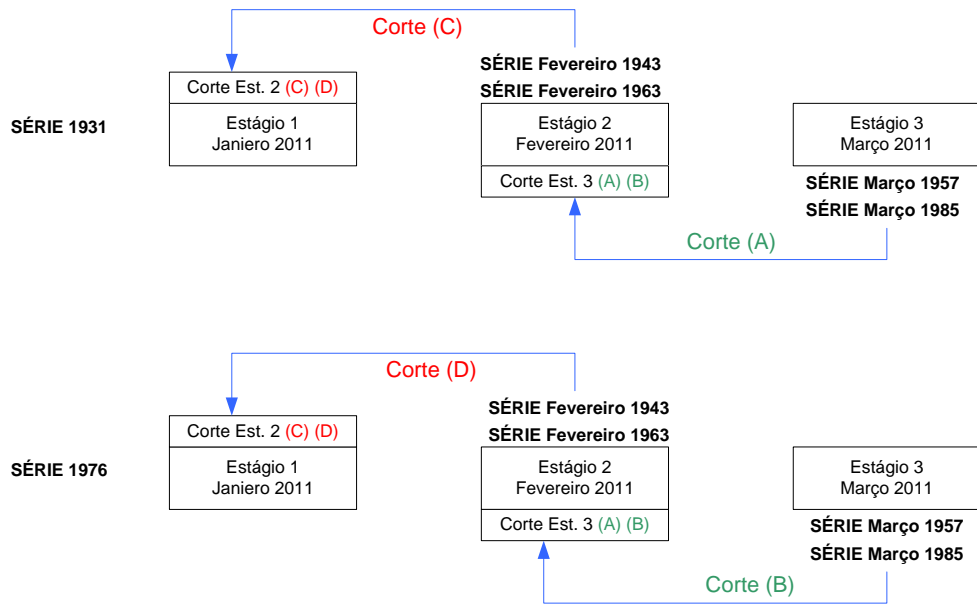 Corte (C)
SÉRIE Fevereiro 1943
SÉRIE Fevereiro 1963
Corte Est. 2 (C) (D)
SÉRIE 1931
Estágio 1
Janiero 2011
Estágio 2
Fevereiro 2011
Estágio 3
Março 2011
Corte Est. 3 (A) (B)
SÉRIE Março 1957
SÉRIE Março 1985
Corte (A)
Corte (D)
SÉRIE Fevereiro 1943
SÉRIE Fevereiro 1963
Corte Est. 2 (C) (D)
SÉRIE 1976
Estágio 1
Janiero 2011
Estágio 2
Fevereiro 2011
Estágio 3
Março 2011
Corte Est. 3 (A) (B)
SÉRIE Março 1957
SÉRIE Março 1985
Corte (B)